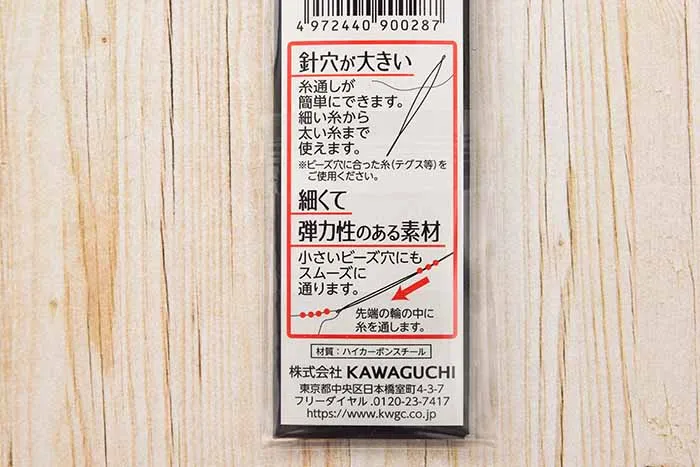 4 972440 900287
針穴が大きい
糸通しが
簡単にできます。
細い糸から
太い糸まで
使えます。
※ビーズ穴に合った糸（テグス等）を
ご使用ください。
細くて
弾力性のある素材
小さいビーズ穴にも
スムーズに
通ります。
先端の輪の中に
糸を通します。
材質：ハイカーボンスチール
株式会社 KAWAGUCHI
東京都中央区日本橋室町4-3-7
フリーダイヤル.0120-23-7417
https://www.kwgc.co.jp